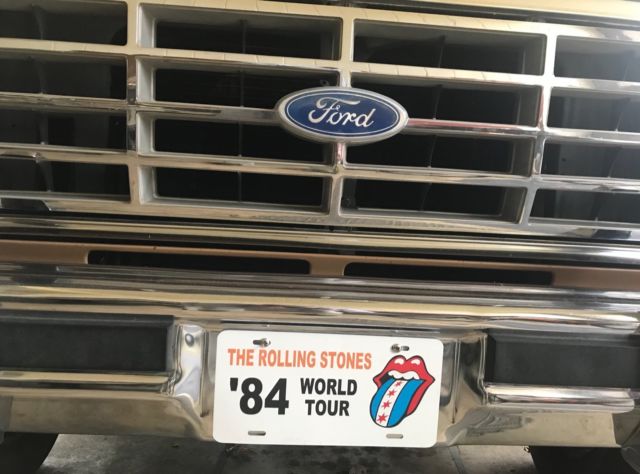 Ford
THE ROLLING STONES
'84 WORLD
TOUR